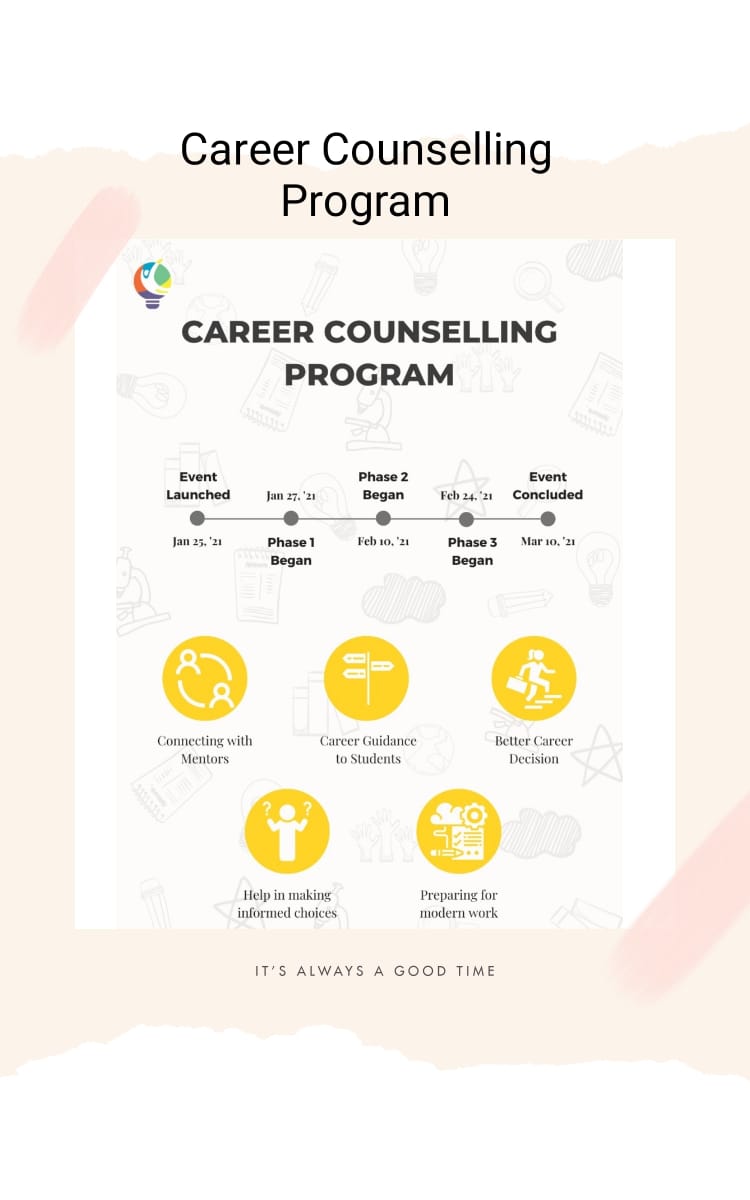 Career Counselling
Program
CAREER COUNSELLING
PROGRAM
Event
Launched
Jan 25, '21
Jan 27, '21
Phase 1
Began
Phase 2
Began
Feb 10, '21
Feb 24, '21
Phase 3
Began
Event
Concluded
Mar 10, '21
Connecting with
Mentors
Career Guidance
to Students
Better Career
Decision
Help in making
informed choices
Preparing for
modern work
IT'S ALWAYS A GOOD TIME